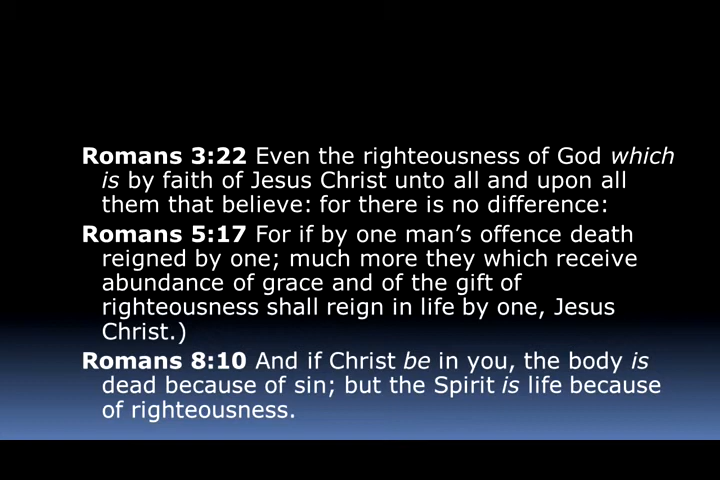 Romans 3:22 Even the righteousness of God which
is by faith of Jesus Christ unto all and upon all
them that believe: for there is no difference:
Romans 5:17 For if by one man’s offence death
reigned by one; much more they which receive
abundance of grace and of the gift of
righteousness shall reign in life by one, Jesus
Christ.)
Romans 8:10 And if Christ be in you, the body is
dead because of sin; but the Spirit is life because
of righteousness.